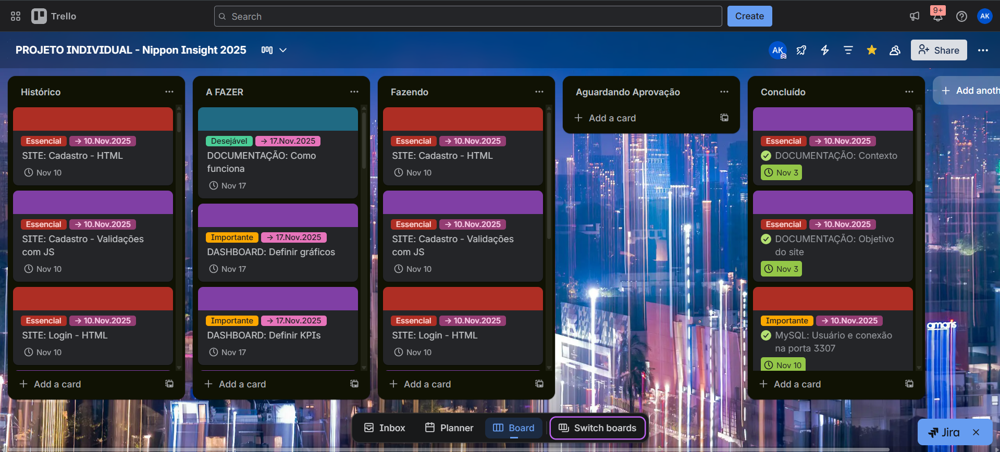 Trello
Search
Create
9+
AK
PROJETO INDIVIDUAL - Nippon Insight 2025
AK
Share
Histórico
Essencial → 10.Nov.2025
SITE: Cadastro - HTML
Nov 10
Essencial → 10.Nov.2025
SITE: Cadastro - Validações
com JS
Nov 10
Essencial → 10.Nov.2025
SITE: Login - HTML
Nov 10
+ Add a card
A FAZER
Desejável → 17.Nov.2025
DOCUMENTAÇÃO: Como
funciona
Nov 17
Importante → 17.Nov.2025
DASHBOARD: Definir gráficos
Nov 17
Importante → 17.Nov.2025
DASHBOARD: Definir KPIs
Nov 17
+ Add a card
Fazendo
Essencial → 10.Nov.2025
SITE: Cadastro - HTML
Nov 10
Essencial → 10.Nov.2025
SITE: Cadastro - Validações
com JS
Nov 10
Essencial → 10.Nov.2025
SITE: Login - HTML
Nov 10
+ Add a card
Aguardando Aprovação
+ Add a card
Concluído
Essencial → 10.Nov.2025
DOCUMENTAÇÃO: Contexto
Nov 3
Essencial → 10.Nov.2025
DOCUMENTAÇÃO: Objetivo
do site
Nov 3
Importante → 10.Nov.2025
MySQL: Usuário e conexão
na porta 3307
Nov 10
+ Add a card
+ Add anoth
amaris
Inbox
Planner
Board
Switch boards
Jira